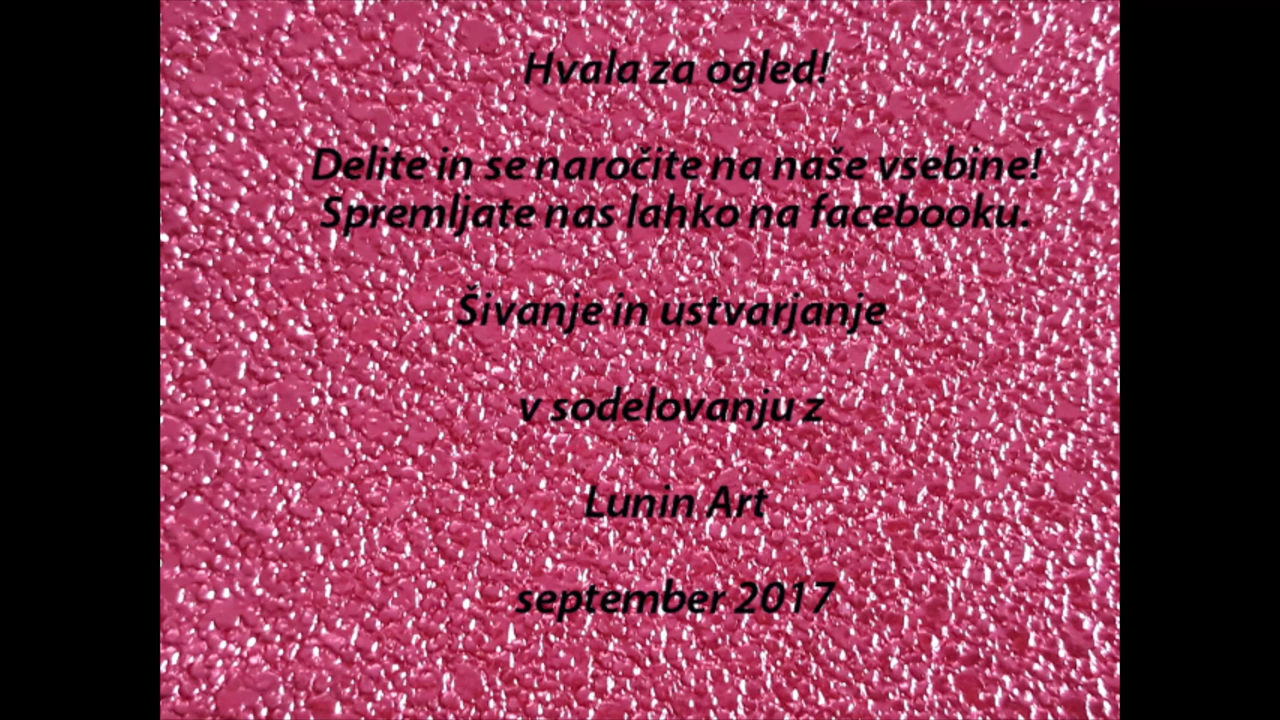 Hvala za ogled!
Delite in se naročite na naše vsebine!
Spremljate nas lahko na facebooku.
Šivanje in ustvarjanje
v sodelovanju z
Lunin Art
september 2017